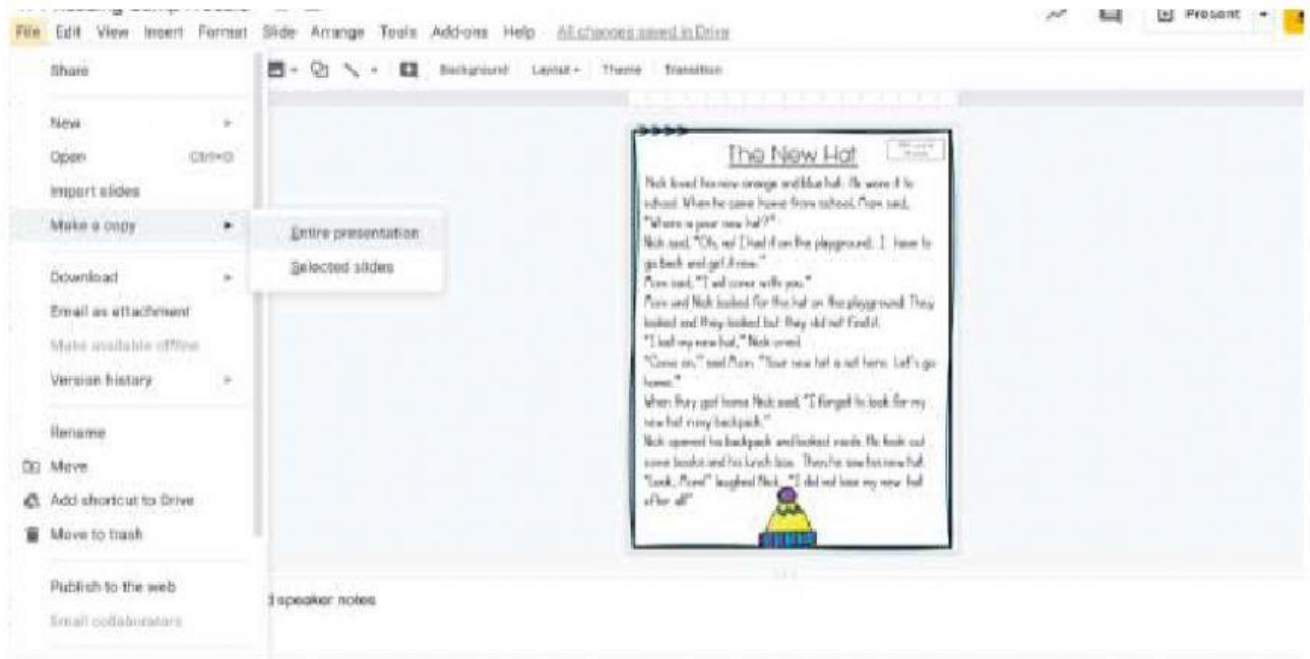 File Edit View Insert Format Slide Arrange Tools Add-ons Help All changes saved in Drive
Present
Share
Background Layout Theme Transition
New
Open Ctrl+O
Import slides
Make a copy
Entire presentation
Selected slides
Download
Email as attachment
Make available offline
Version history
Rename
Move
Add shortcut to Drive
Move to trash
Publish to the web
Email collaborators
speaker notes
The New Hat
Nick loved his new orange and blue hat. He wore it to
school. When he came home from school, Mom said,
"Where is your new hat?"
Nick said, "Oh, no! I had it on the playground. I have to
go back and get it now."
Mom said, "I will come with you."
Mom and Nick looked for the hat on the playground. They
looked and they looked but they did not find it.
"I lost my new hat," Nick cried.
"Come on," said Mom. "Your new hat is not here. Let's go
home."
When they got home Nick said, "I forgot to look for my
new hat in my backpack."
Nick opened his backpack and looked inside. He took out
some books and his lunch box. Then he saw his new hat.
"Look, Mom!" laughed Nick. "I did not lose my new hat
after all!"